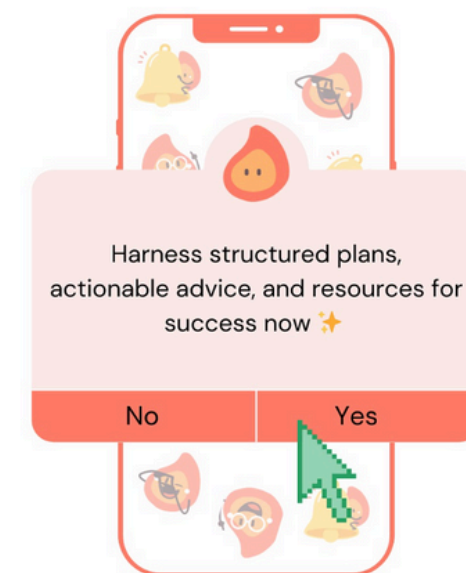 Harness structured plans,
actionable advice, and resources for
success now ✨
No
Yes